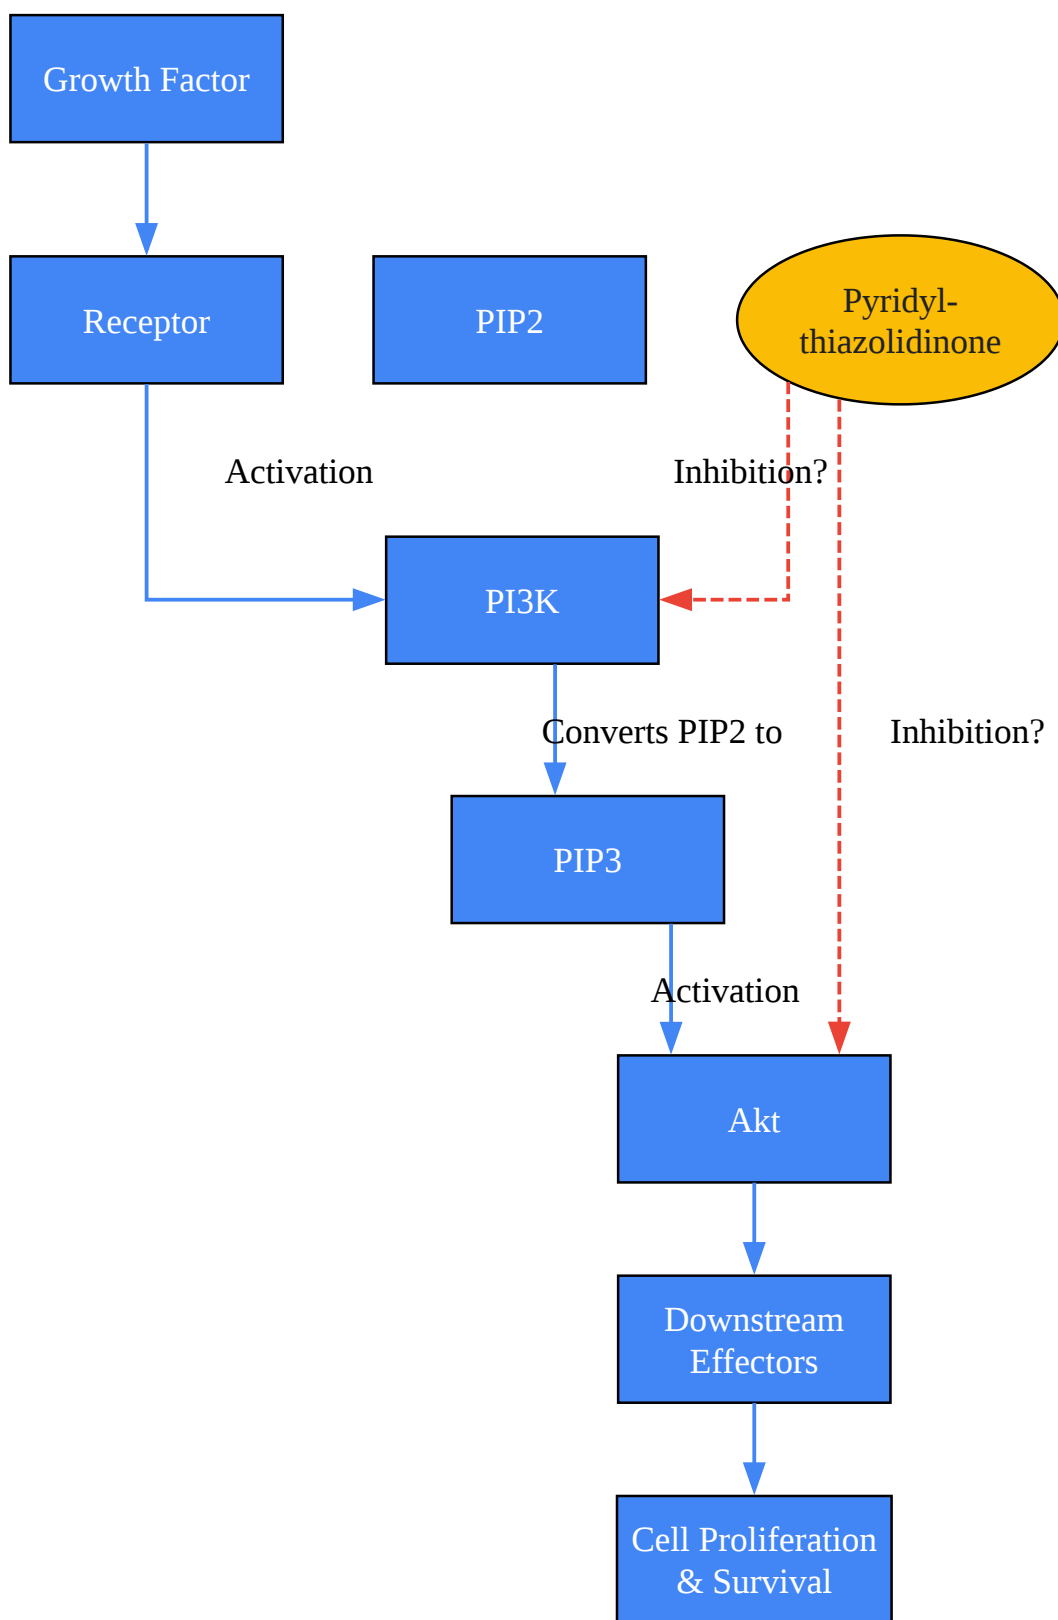 Growth Factor
Receptor
PIP2
Pyridyl-
thiazolidinone
Activation
Inhibition?
PI3K
Converts PIP2 to
Inhibition?
PIP3
Activation
Akt
Downstream
Effectors
Cell Proliferation
& Survival